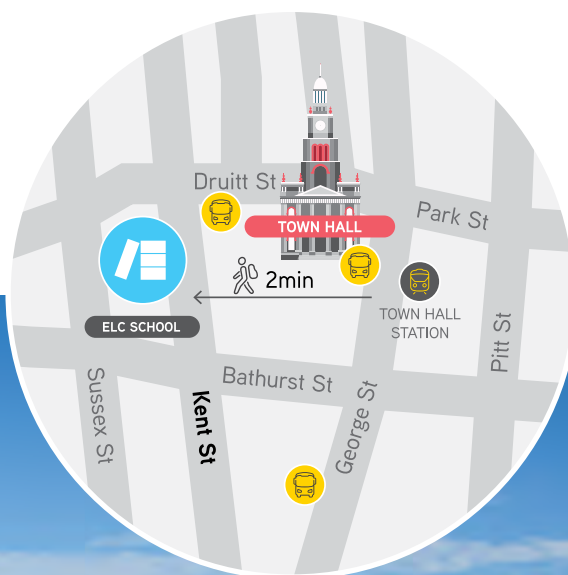 Druitt St
Park St
TOWN HALL
2min
ELC SCHOOL
TOWN HALL
STATION
Pitt St
Bathurst St
Sussex St
Kent St
George St